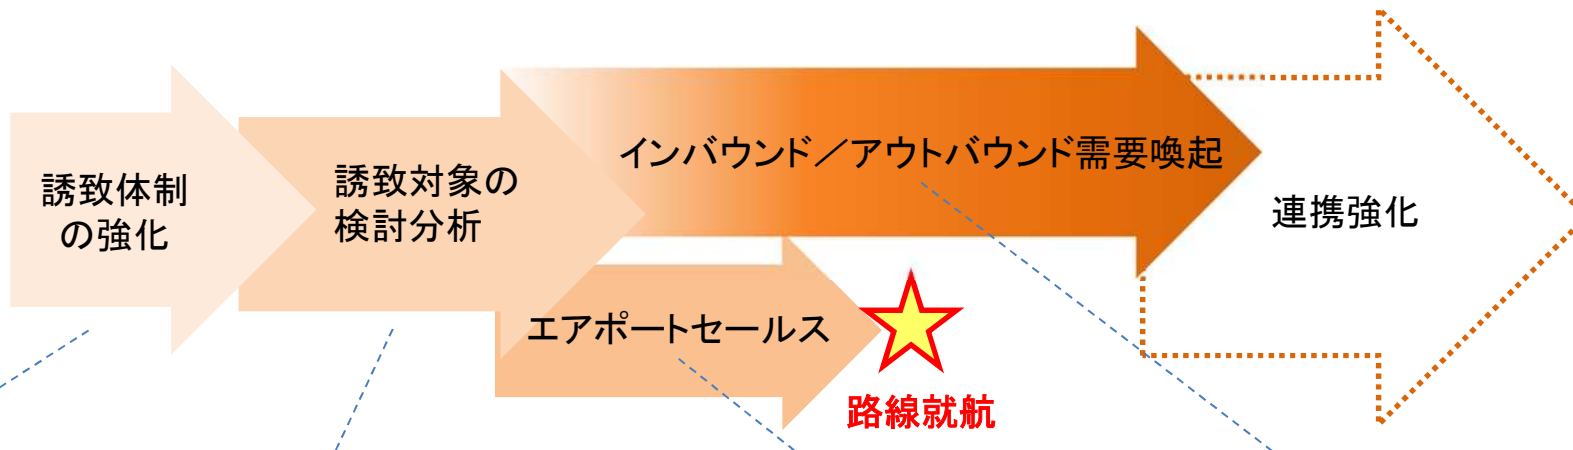 誘致体制
の強化
誘致対象の
検討分析
インバウンド／アウトバウンド需要喚起
エアポートセールス
路線就航
連携強化